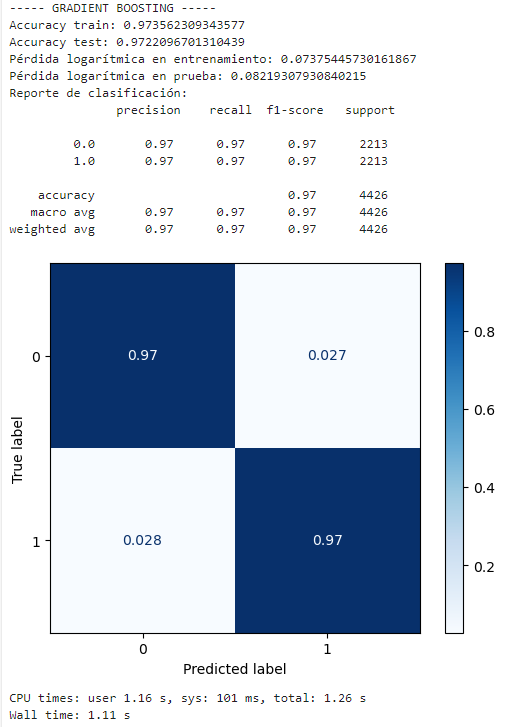 ----- GRADIENT BOOSTING -----
Accuracy train: 0.973562309343577
Accuracy test: 0.9722096701310439
Pérdida logarítmica en entrenamiento: 0.07375445730161867
Pérdida logarítmica en prueba: 0.08219307930840215
Reporte de clasificación:
precision recall f1-score support
0.0 0.97 0.97 0.97 2213
1.0 0.97 0.97 0.97 2213
accuracy 0.97 4426
macro avg 0.97 0.97 0.97 4426
weighted avg 0.97 0.97 0.97 4426
True label
0
1
0.97 0.027
0.028 0.97
0 1
Predicted label
0.8
0.6
0.4
0.2
CPU times: user 1.16 s, sys: 101 ms, total: 1.26 s
Wall time: 1.11 s